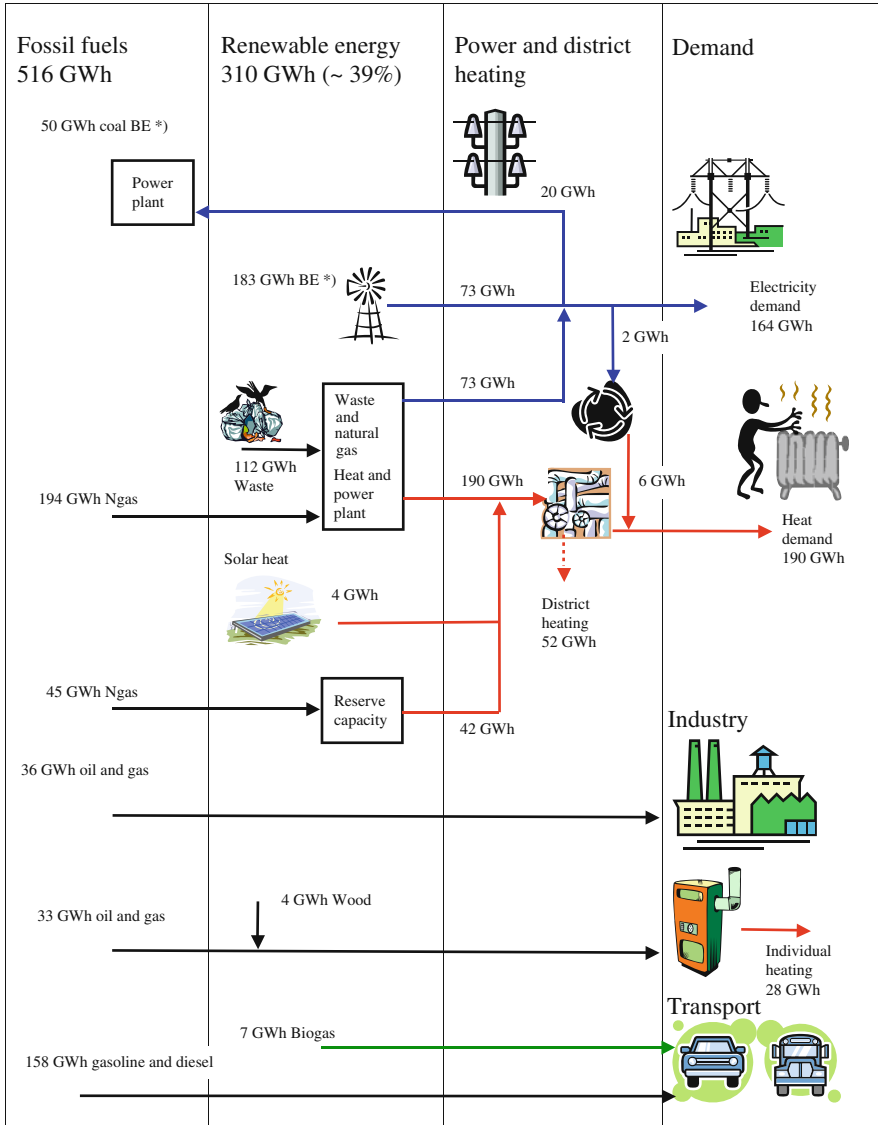 Fossil fuels
516 GWh
Renewable energy
310 GWh (~ 39%)
Power and district
heating
Demand
50 GWh coal BE *)
Power
plant
20 GWh
183 GWh BE *)
73 GWh
Electricity
demand
164 GWh
2 GWh
73 GWh
Waste and
natural
gas
Heat and
power
plant
112 GWh
Waste
194 GWh Ngas
190 GWh
6 GWh
Heat
demand
190 GWh
Solar heat
4 GWh
District
heating
52 GWh
45 GWh Ngas
Reserve
capacity
42 GWh
Industry
36 GWh oil and gas
33 GWh oil and gas
4 GWh Wood
Individual
heating
28 GWh
Transport
7 GWh Biogas
158 GWh gasoline and diesel